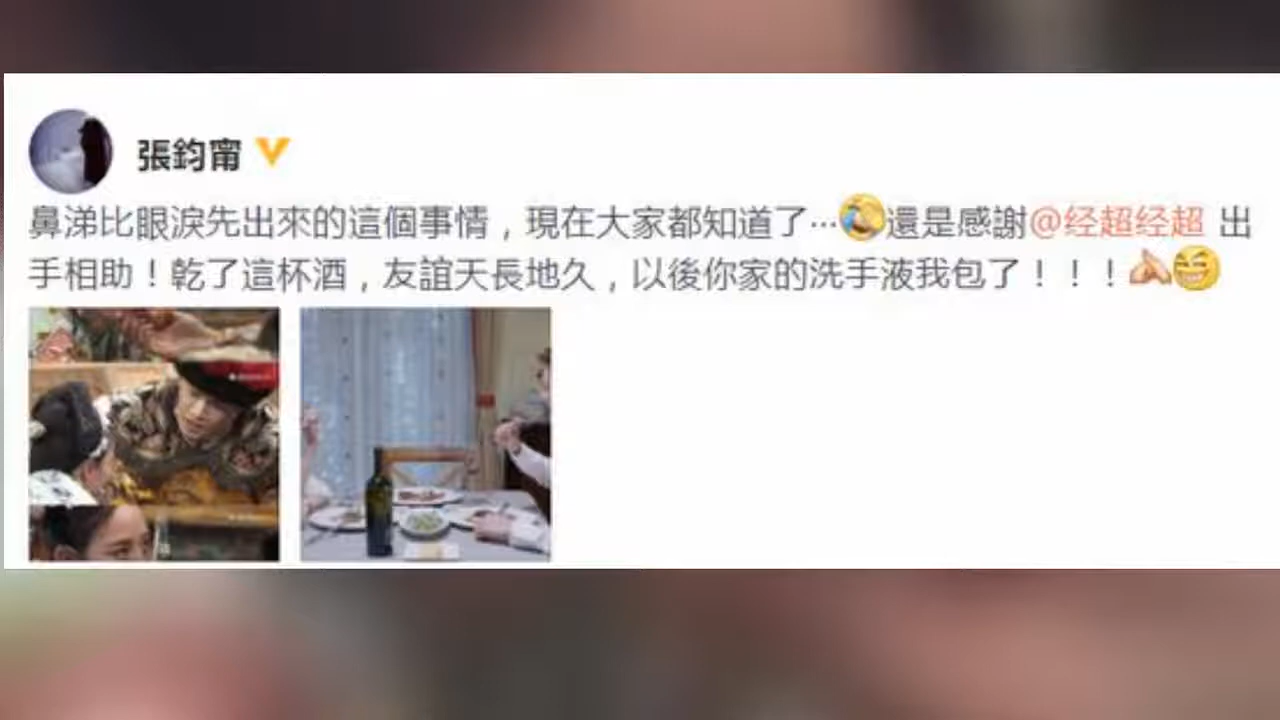 張鈞甯
鼻涕比眼淚先出來的這個事情，現在大家都知道了…還是感謝@经超经超 出
手相助！乾了這杯酒，友誼天長地久，以後你家的洗手液我包了！！！